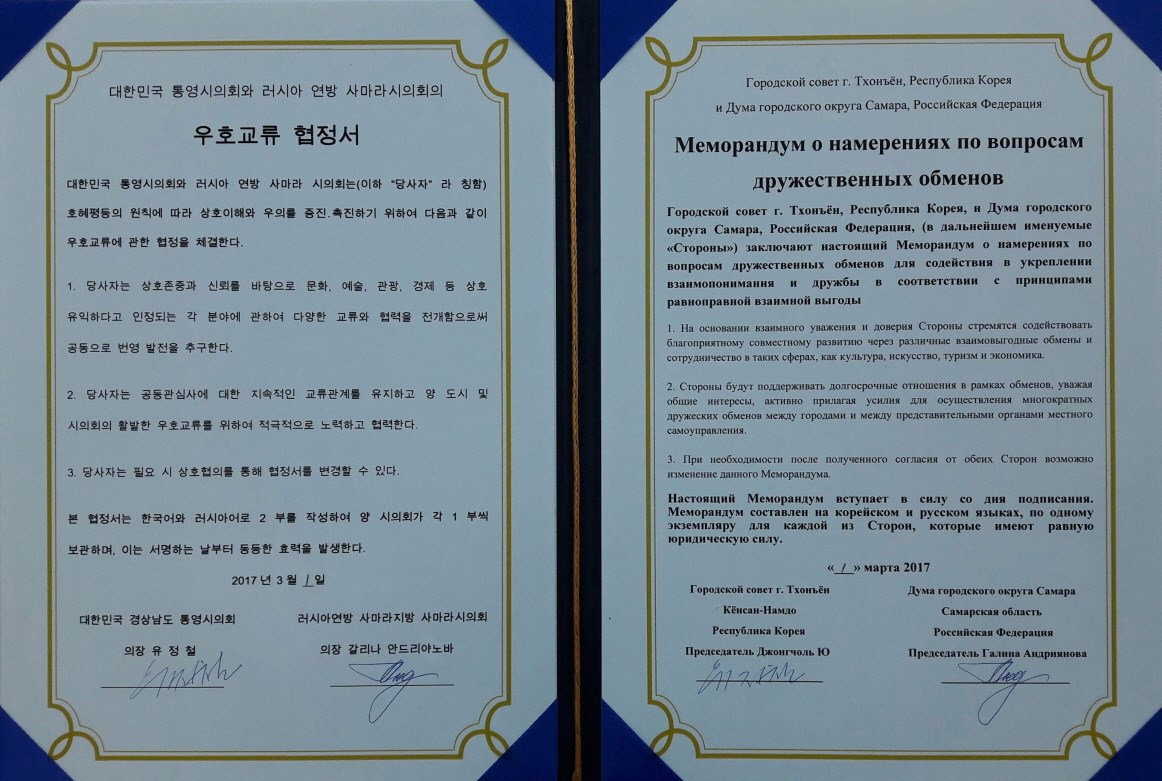 대한민국 통영시의회와 러시아 연방 사마라시의회의
우호교류 협정서
대한민국 통영시의회와 러시아 연방 사마라 시의회는(이하 "당사자" 라 칭함)
호혜평등의 원칙에 따라 상호이해와 우의를 증진.촉진하기 위하여 다음과 같이
우호교류에 관한 협정을 체결한다.
1. 당사자는 상호존중과 신뢰를 바탕으로 문화, 예술, 관광, 경제 등 상호
유익하다고 인정되는 각 분야에 관하여 다양한 교류와 협력을 전개함으로써
공동으로 번영 발전을 추구한다.
2. 당사자는 공동관심사에 대한 지속적인 교류관계를 유지하고 양 도시 및
시의회의 활발한 우호교류를 위하여 적극적으로 노력하고 협력한다.
3. 당사자는 필요 시 상호협의를 통해 협정서를 변경할 수 있다.
본 협정서는 한국어와 러시아어로 2 부를 작성하여 양 시의회가 각 1 부씩
보관하며, 이는 서명하는 날부터 동등한 효력을 발생한다.
2017 년 3 월 1 일
대한민국 경상남도 통영시의회
의장 유 정 철
러시아연방 사마라지방 사마라시의회
의장 갈리나 안드리야노바
Городской совет г. Тхонъён, Республика Корея
и Дума городского округа Самара, Российская Федерация
Меморандум о намерениях по вопросам
дружественных обменов
Городской совет г. Тхонъён, Республика Корея, и Дума городского
округа Самара, Российская Федерация, (в дальнейшем именуемые
«Стороны») заключают настоящий Меморандум о намерениях по
вопросам дружественных обменов для содействия в укреплении
взаимопонимания и дружбы в соответствии с принципами
равноправной взаимной выгоды
1. На основании взаимного уважения и доверия Стороны стремятся содействовать
благоприятному совместному развитию через различные взаимовыгодные обмены и
сотрудничество в таких сферах, как культура, искусство, туризм и экономика.
2. Стороны будут поддерживать долгосрочные отношения в рамках обменов, уважая
общие интересы, активно прилагая усилия для осуществления многократных
дружеских обменов между городами и между представительными органами местного
самоуправления.
3. При необходимости после полученного согласия от обеих Сторон возможно
изменение данного Меморандума.
Настоящий Меморандум вступает в силу со дня подписания.
Меморандум составлен на корейском и русском языках, по одному
экземпляру для каждой из Сторон, которые имеют равную
юридическую силу.
«_1_» марта 2017
Городской совет г. Тхонъён
Кёнсан-Намдо
Республика Корея
Председатель Джонгчоль Ю
Дума городского округа Самара
Самарская область
Российская Федерация
Председатель Галина Андриянова